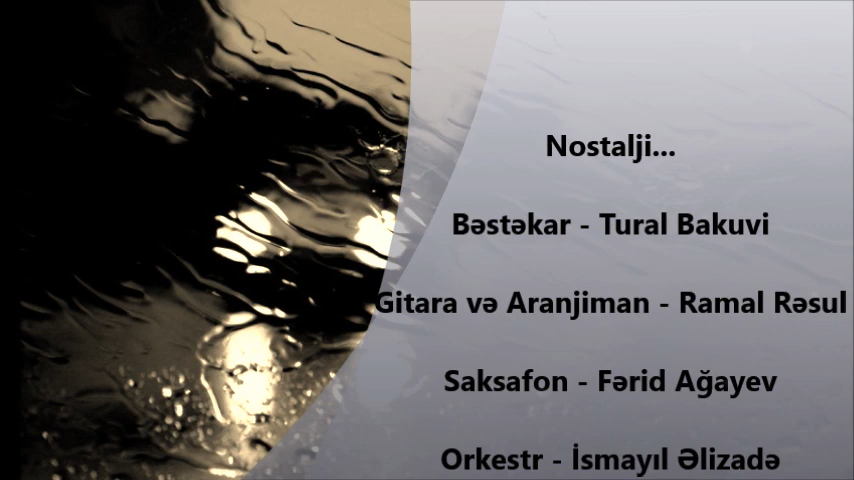 Nostalji...
Bəstəkar - Tural Bakuvi
Gitara və Aranjiman - Ramal Rəsul
Saksafon - Fərid Ağayev
Orkestr - İsmayıl Əlizadə